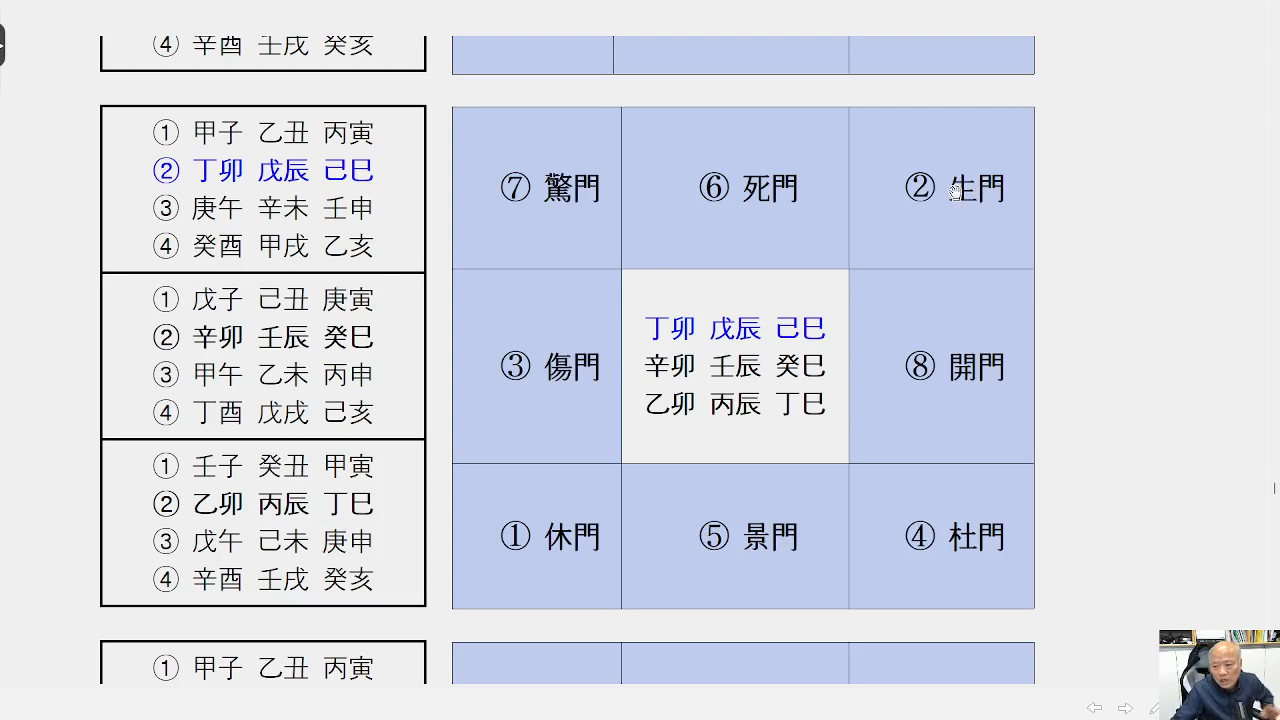 ④ 辛酉 壬戌 癸亥
① 甲子 乙丑 丙寅
② 丁卯 戊辰 己巳
③ 庚午 辛未 壬申
④ 癸酉 甲戌 乙亥
① 戊子 己丑 庚寅
② 辛卯 壬辰 癸巳
③ 甲午 乙未 丙申
④ 丁酉 戊戌 己亥
① 壬子 癸丑 甲寅
② 乙卯 丙辰 丁巳
③ 戊午 己未 庚申
④ 辛酉 壬戌 癸亥
① 甲子 乙丑 丙寅
⑦ 驚門 ⑥ 死門 ② 生門
③ 傷門
丁卯 戊辰 己巳
辛卯 壬辰 癸巳
乙卯 丙辰 丁巳
⑧ 開門
① 休門 ⑤ 景門 ④ 杜門